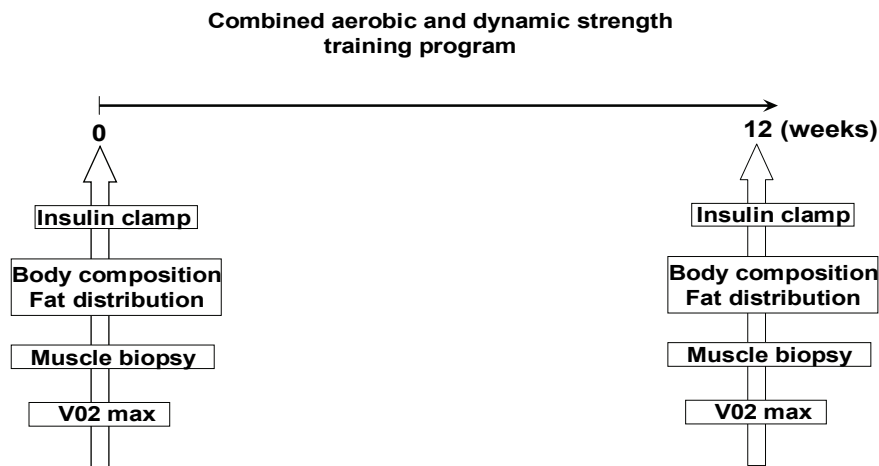 Combined aerobic and dynamic strength
training program
0
12 (weeks)
Insulin clamp
Body composition
Fat distribution
Muscle biopsy
V02 max
Insulin clamp
Body composition
Fat distribution
Muscle biopsy
V02 max